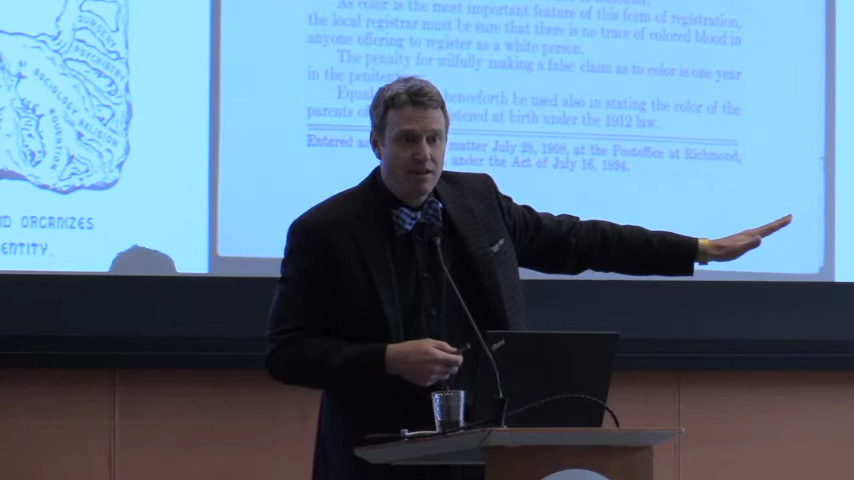 SURGERY
PSYCHIATRY
SOCIOLOGY
RELIGION
EDUCATION
ORGANIZES
ENTITY.
As color is the most important feature of this form of registration,
the local registrar must be sure that there is no trace of colored blood in
anyone offering to register as a white person.
The penalty for wilfully making a false claim as to color is one year
in the penite
Equal henceforth be used also in stating the color of the
parents o stered at birth under the 1912 law.
Entered a matter July 28, 1908, at the Postoffice at Richmond,
under the Act of July 16, 1894.